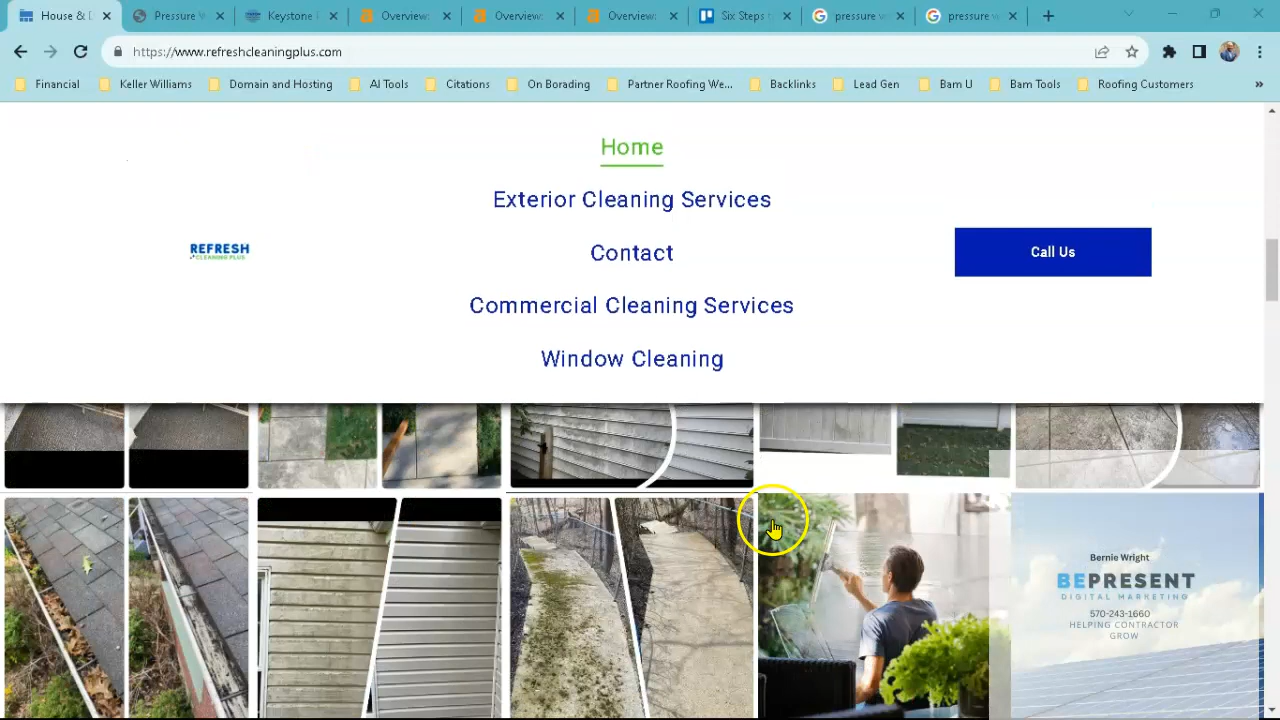 House & D
Pressure W
Keystone R
Overview:
Overview:
Overview:
Six Steps t
pressure w
pressure v
https://www.refreshcleaningplus.com
Financial
Keller Williams
Domain and Hosting
AI Tools
Citations
On Borading
Partner Roofing We...
Backlinks
Lead Gen
Bam U
Bam Tools
Roofing Customers
»
Home
Exterior Cleaning Services
Contact
Commercial Cleaning Services
Window Cleaning
REFRESH
CLEANING PLUS
Call Us
Bernie Wright
BEPRESENT
DIGITAL MARKETING
570-243-1660
HELPING CONTRACTOR
GROW